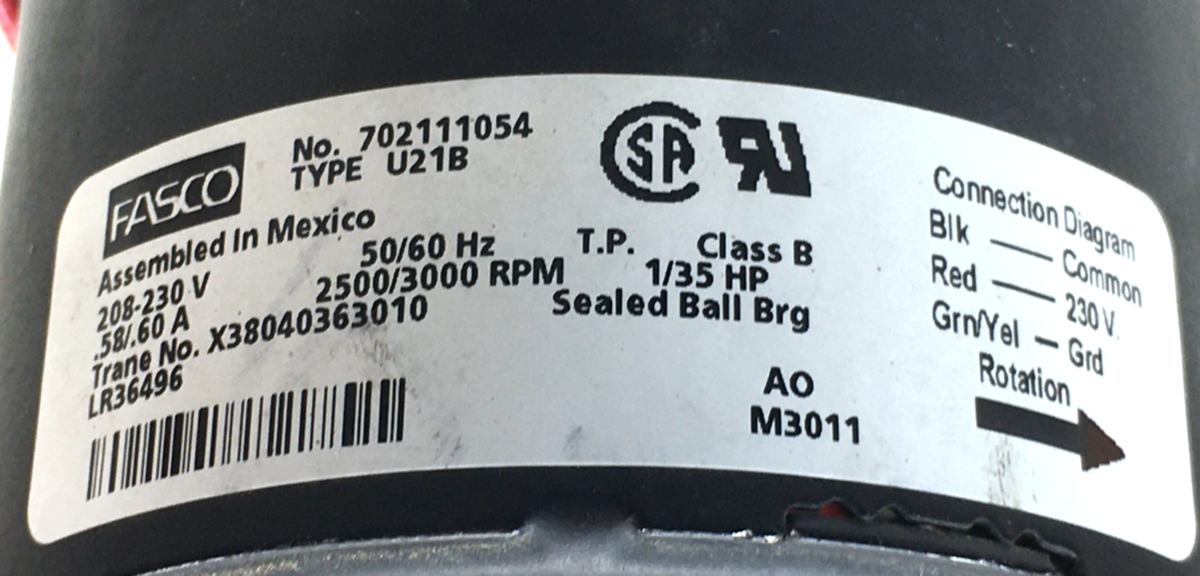 FASCO
No. 702111054
TYPE U21B
Assembled In Mexico
208-230 V 50/60 Hz T.P. Class B
.58/.60 A 2500/3000 RPM 1/35 HP
Trane No. X38040363010 Sealed Ball Brg
LR36496
AO
M3011
SA
RU
Connection Diagram
Blk — Common
Red — 230 V.
Grn/Yel — Grd
Rotation